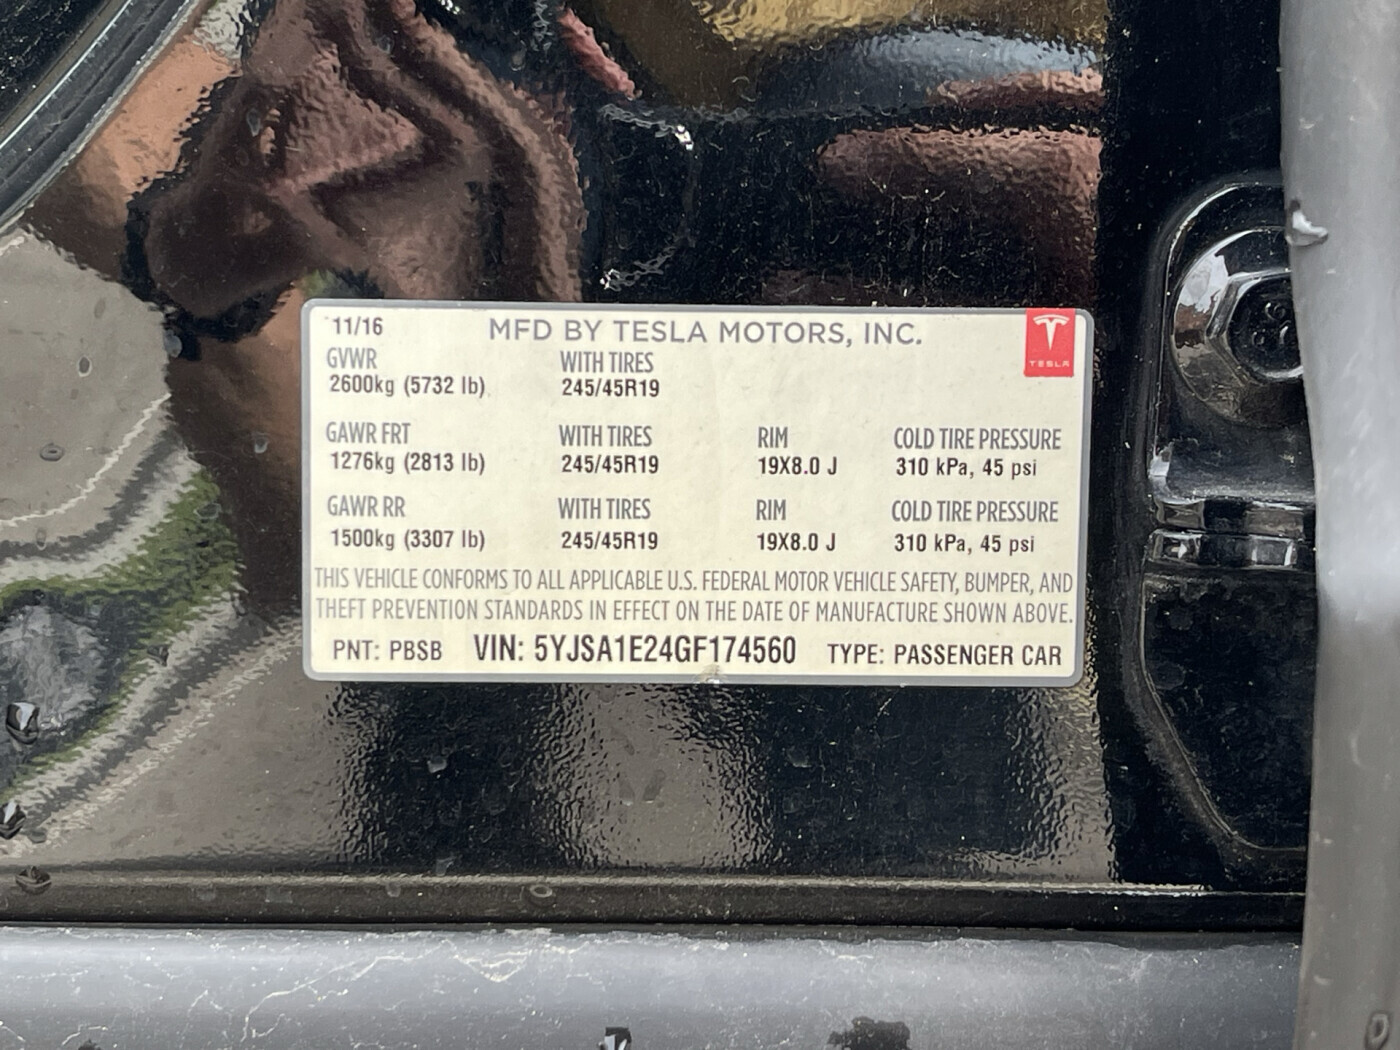 11/16 MFD BY TESLA MOTORS, INC.
TESLA
GVWR WITH TIRES
2600kg (5732 lb) 245/45R19
GAWR FRT WITH TIRES RIM COLD TIRE PRESSURE
1276kg (2813 lb) 245/45R19 19X8.0 J 310 kPa, 45 psi
GAWR RR WITH TIRES RIM COLD TIRE PRESSURE
1500kg (3307 lb) 245/45R19 19X8.0 J 310 kPa, 45 psi
THIS VEHICLE CONFORMS TO ALL APPLICABLE U.S. FEDERAL MOTOR VEHICLE SAFETY, BUMPER, AND
THEFT PREVENTION STANDARDS IN EFFECT ON THE DATE OF MANUFACTURE SHOWN ABOVE.
PNT: PBSB VIN: 5YJSA1E24GF174560 TYPE: PASSENGER CAR